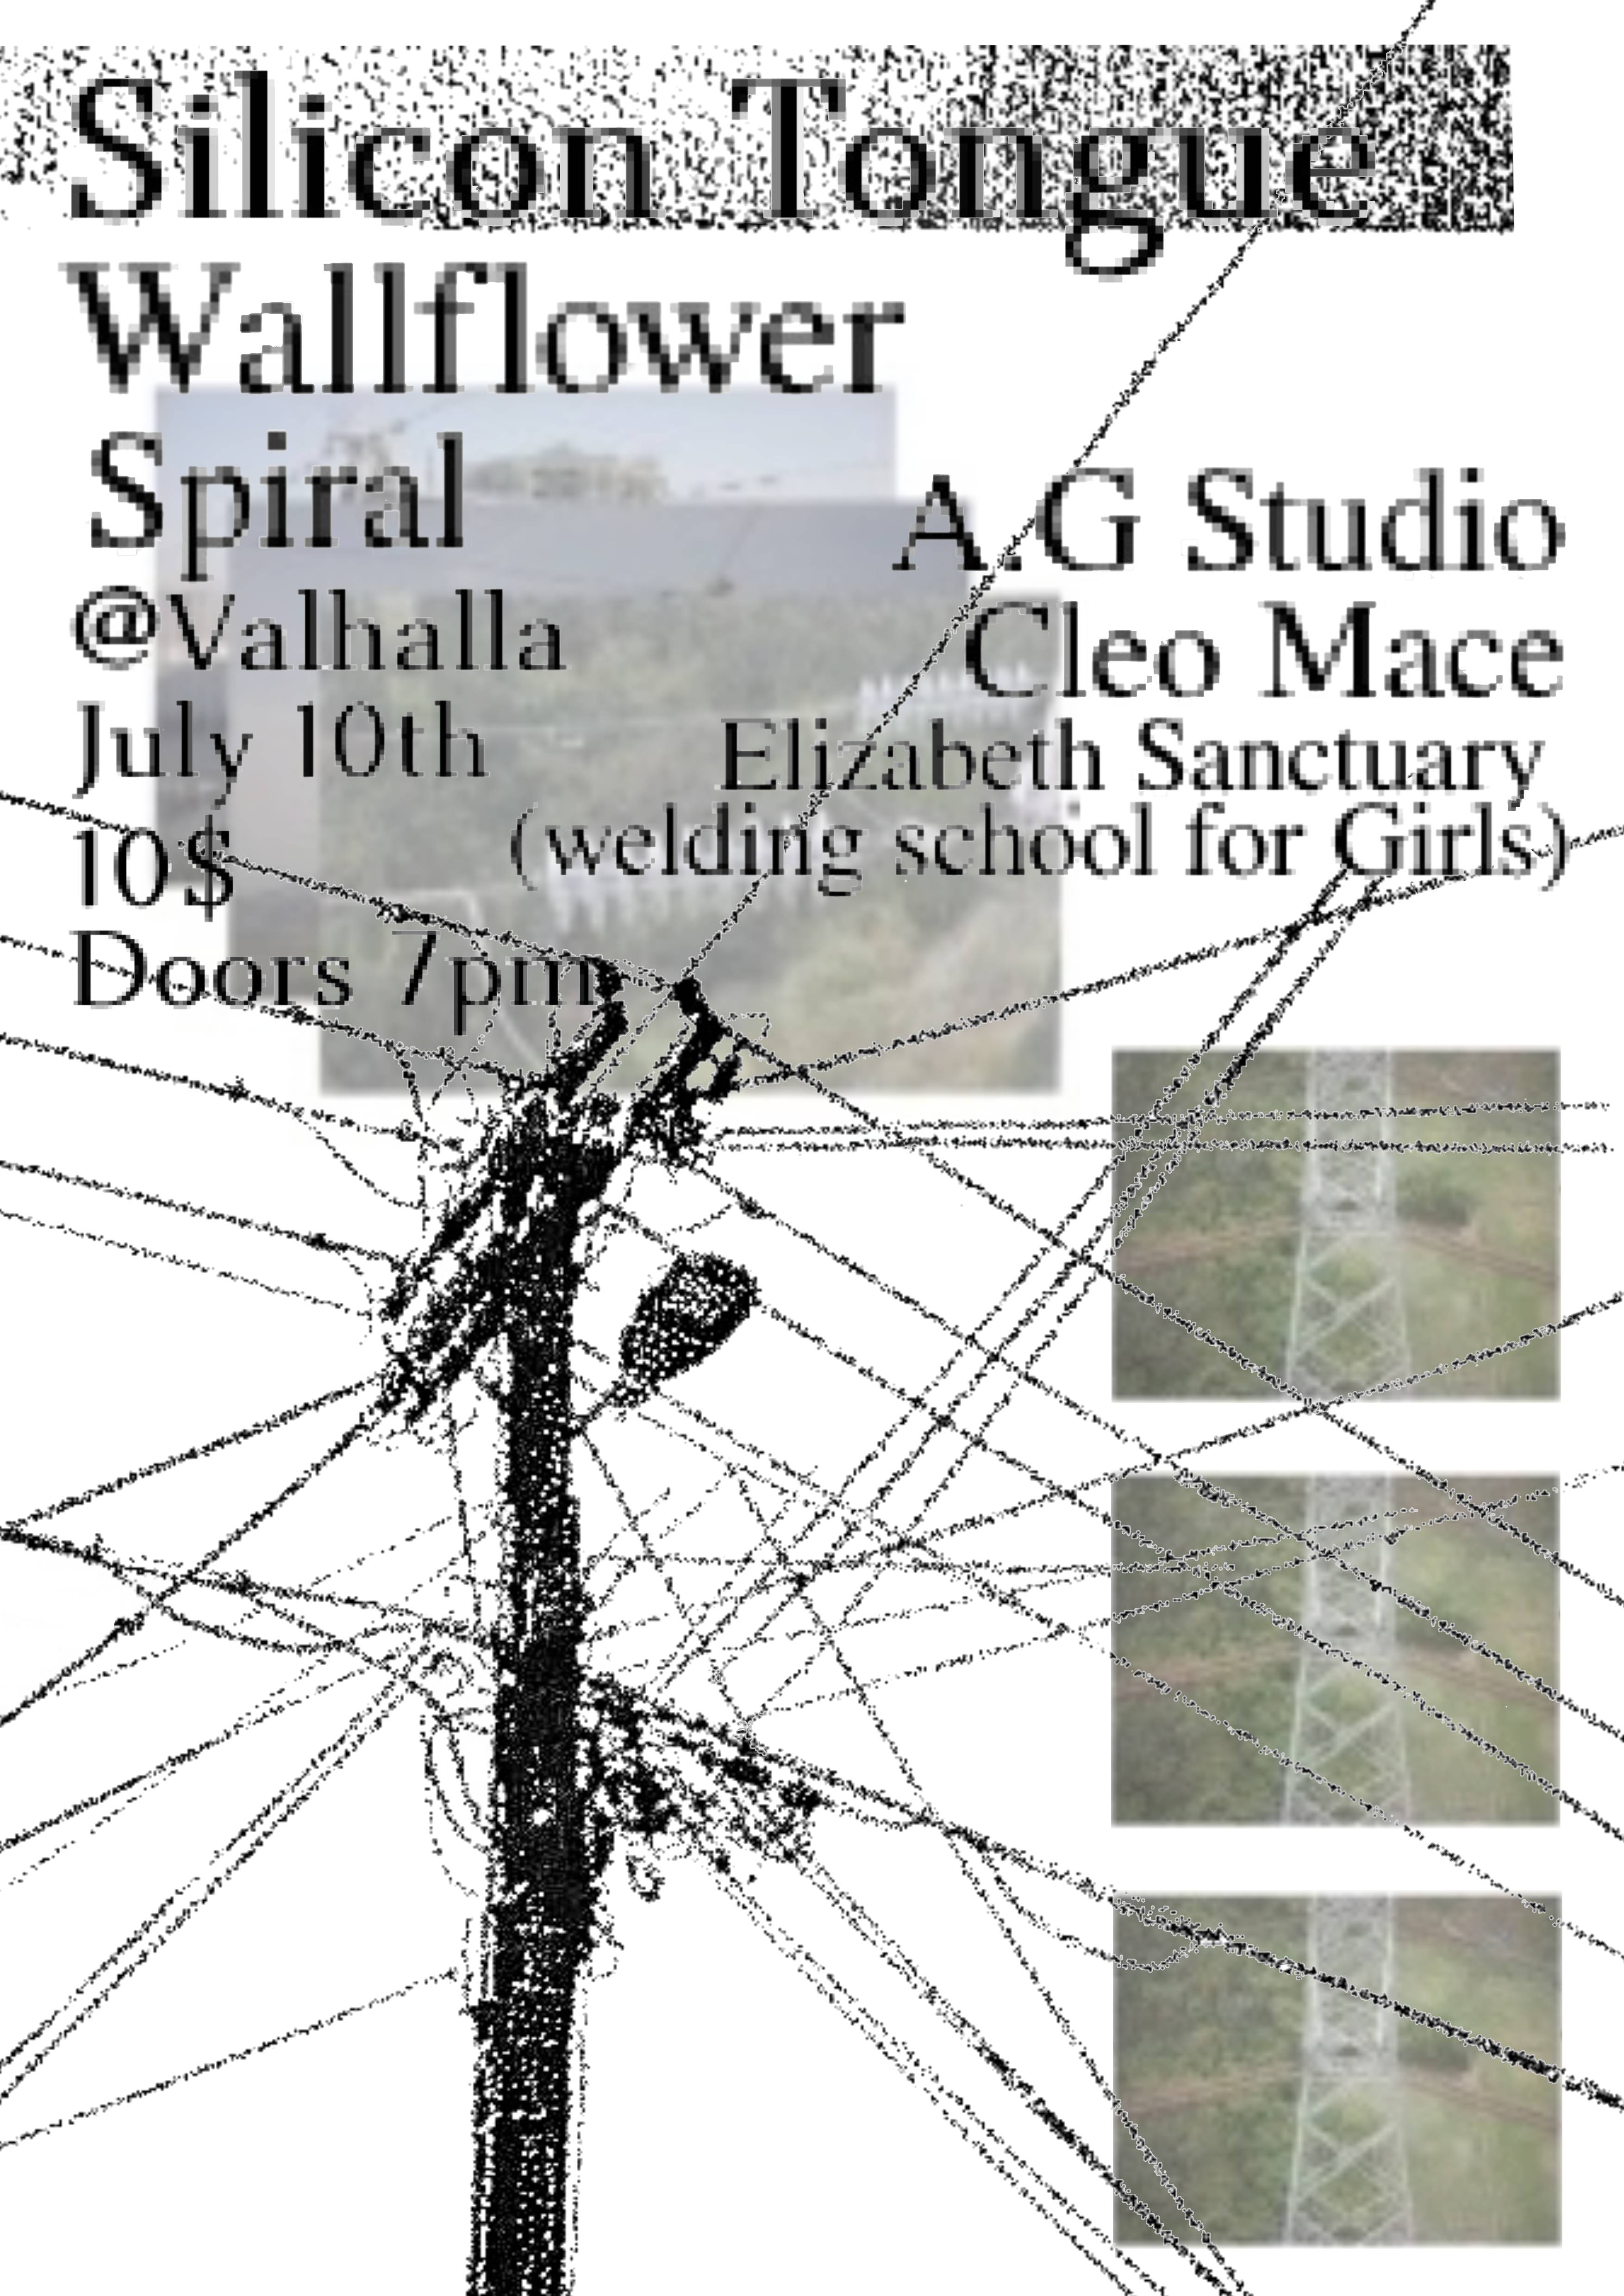 Silicon Tongue
Wallflower
Spiral
@Valhalla
July 10th
10$
Doors 7pm
A.G Studio
Cleo Mace
Elizabeth Sanctuary
(welding school for Girls)